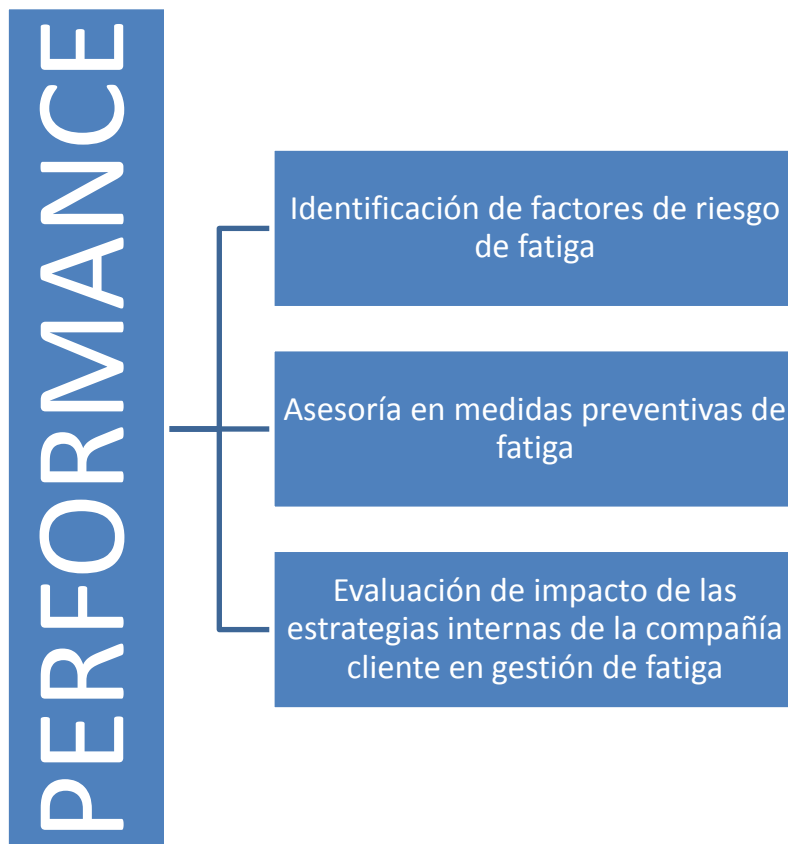 PERFORMANCE
Identificación de factores de riesgo
de fatiga
Asesoría en medidas preventivas de
fatiga
Evaluación de impacto de las
estrategias internas de la compañía
cliente en gestión de fatiga